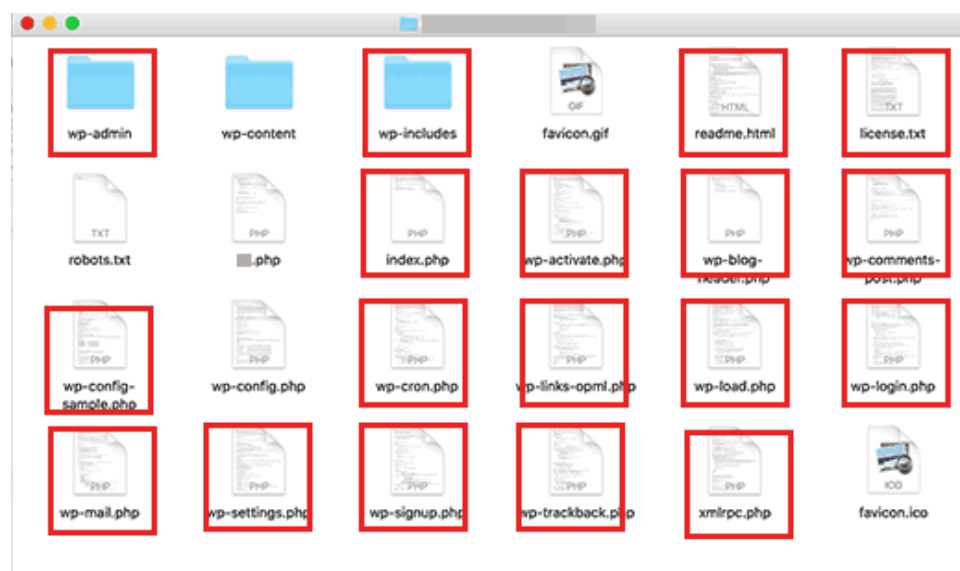 GIF
HTML
TXT
wp-admin
wp-content
wp-includes
favicon.gif
readme.html
license.txt
TXT
PHP
PHP
PHP
PHP
PHP
robots.txt
.php
index.php
wp-activate.php
wp-blog-
header.php
wp-comments-
post.php
PHP
PHP
PHP
PHP
PHP
PHP
wp-config-
sample.php
wp-config.php
wp-cron.php
wp-links-opml.php
wp-load.php
wp-login.php
PHP
PHP
PHP
PHP
PHP
ICO
wp-mail.php
wp-settings.php
wp-signup.php
wp-trackback.php
xmlrpc.php
favicon.ico